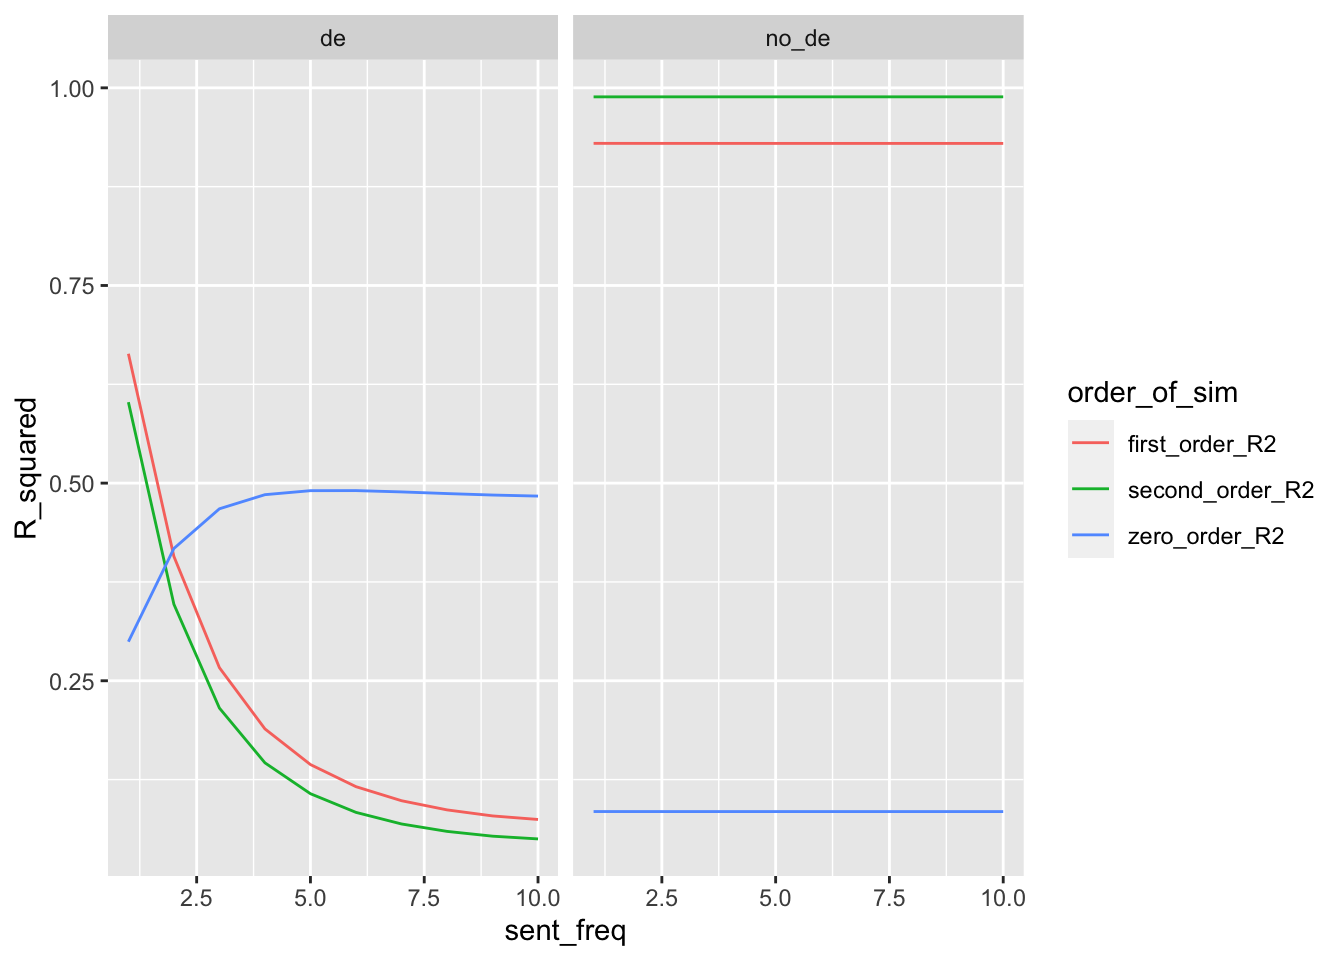 de
no_de
1.00
0.75
0.50
0.25
R_squared
2.5 5.0 7.5 10.0
2.5 5.0 7.5 10.0
sent_freq
order_of_sim
first_order_R2
second_order_R2
zero_order_R2